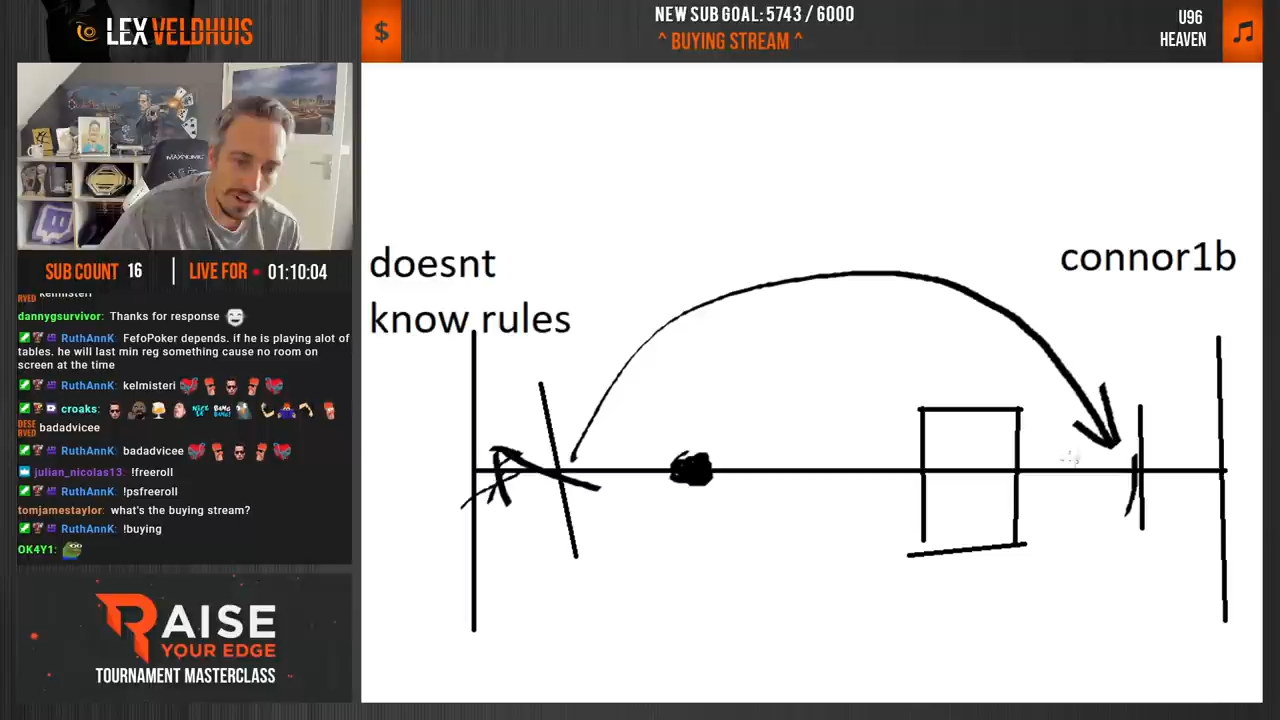 LEX VELDHUIS
$
NEW SUB GOAL: 5743 / 6000
^ BUYING STREAM ^
U96
HEAVEN
SUB COUNT 16
LIVE FOR 01:10:04
dannygsurvivor: Thanks for response
RuthAnnK: FefoPoker depends. if he is playing alot of
tables. he will last min reg something cause no room on
screen at the time
RuthAnnK: kelmisteri
croaks:
badadvicee
RuthAnnK: badadvicee
julian_nicolas13: !freeroll
RuthAnnK: !psfreeroll
tomjamestaylor: what's the buying stream?
RuthAnnK: !buying
OK4Y1:
RAISE
YOUR EDGE
TOURNAMENT MASTERCLASS
doesnt
know rules
connor1b